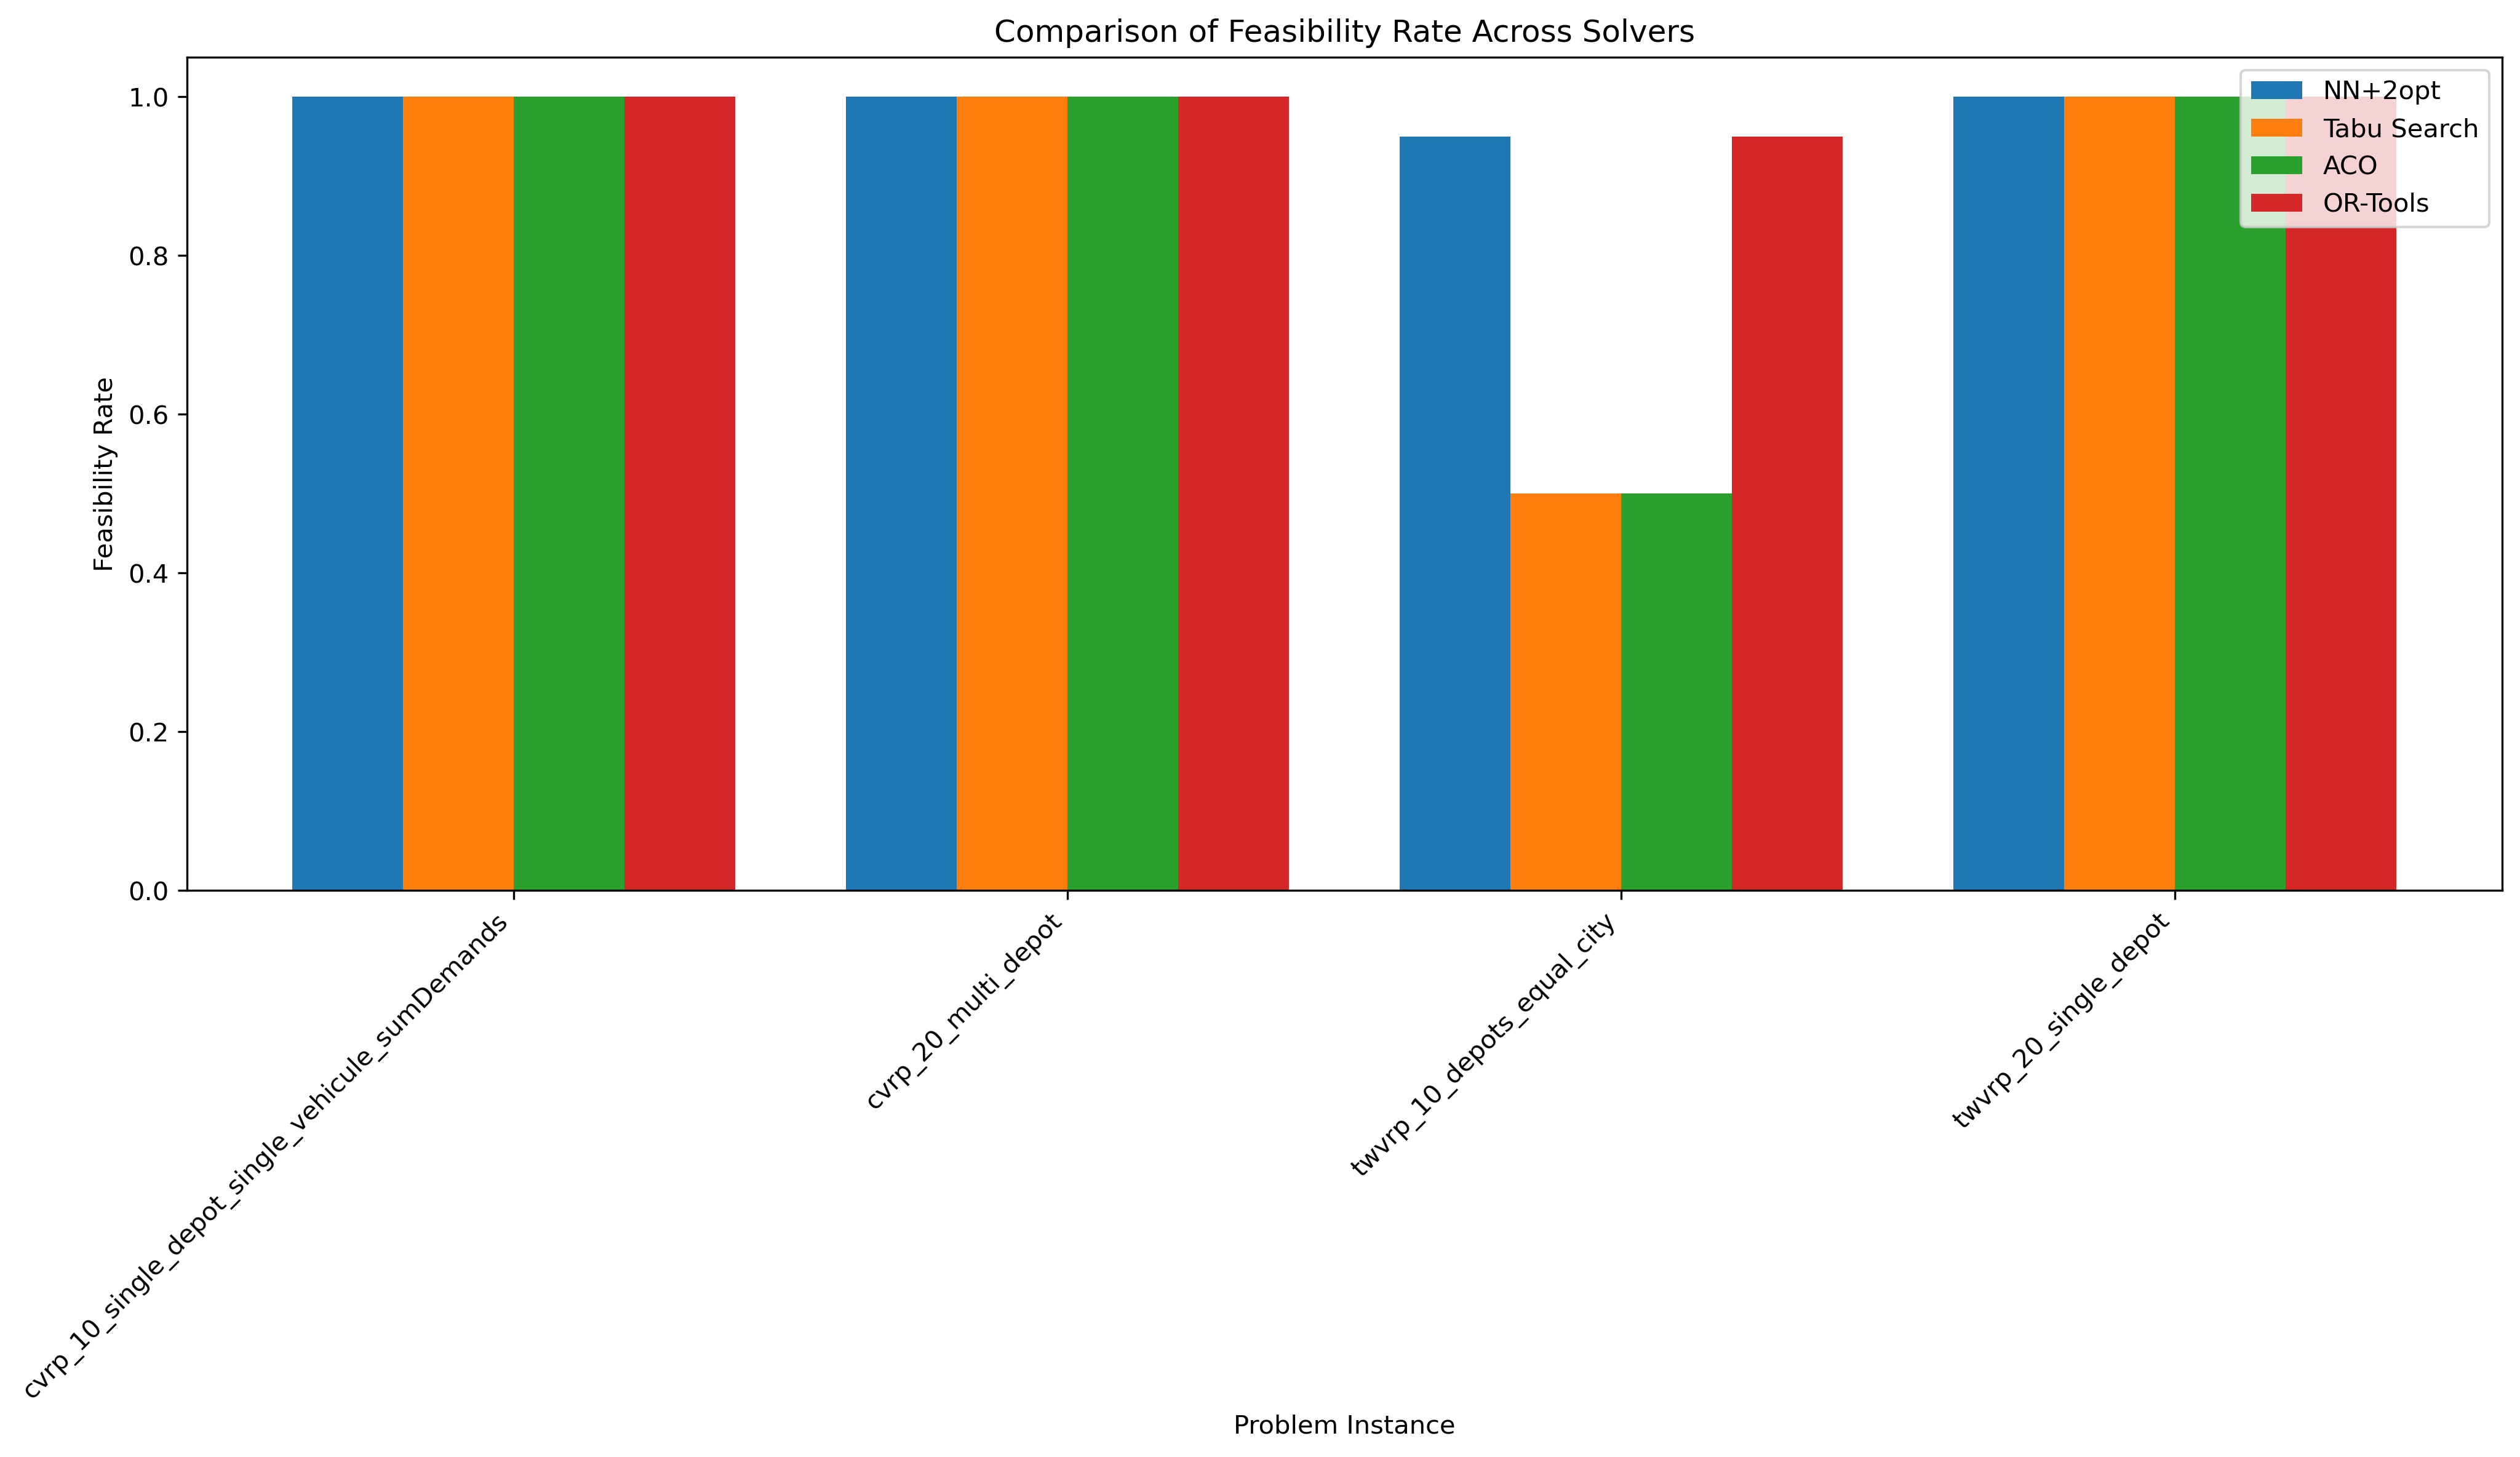 Comparison of Feasibility Rate Across Solvers
NN+2opt
Tabu Search
ACO
OR-Tools
Feasibility Rate
1.0
0.8
0.6
0.4
0.2
0.0
cvrp_10_single_depot_single_vehicule_sumDemands
cvrp_20_multi_depot
twvrp_10_depots_equal_city
twvrp_20_single_depot
Problem Instance